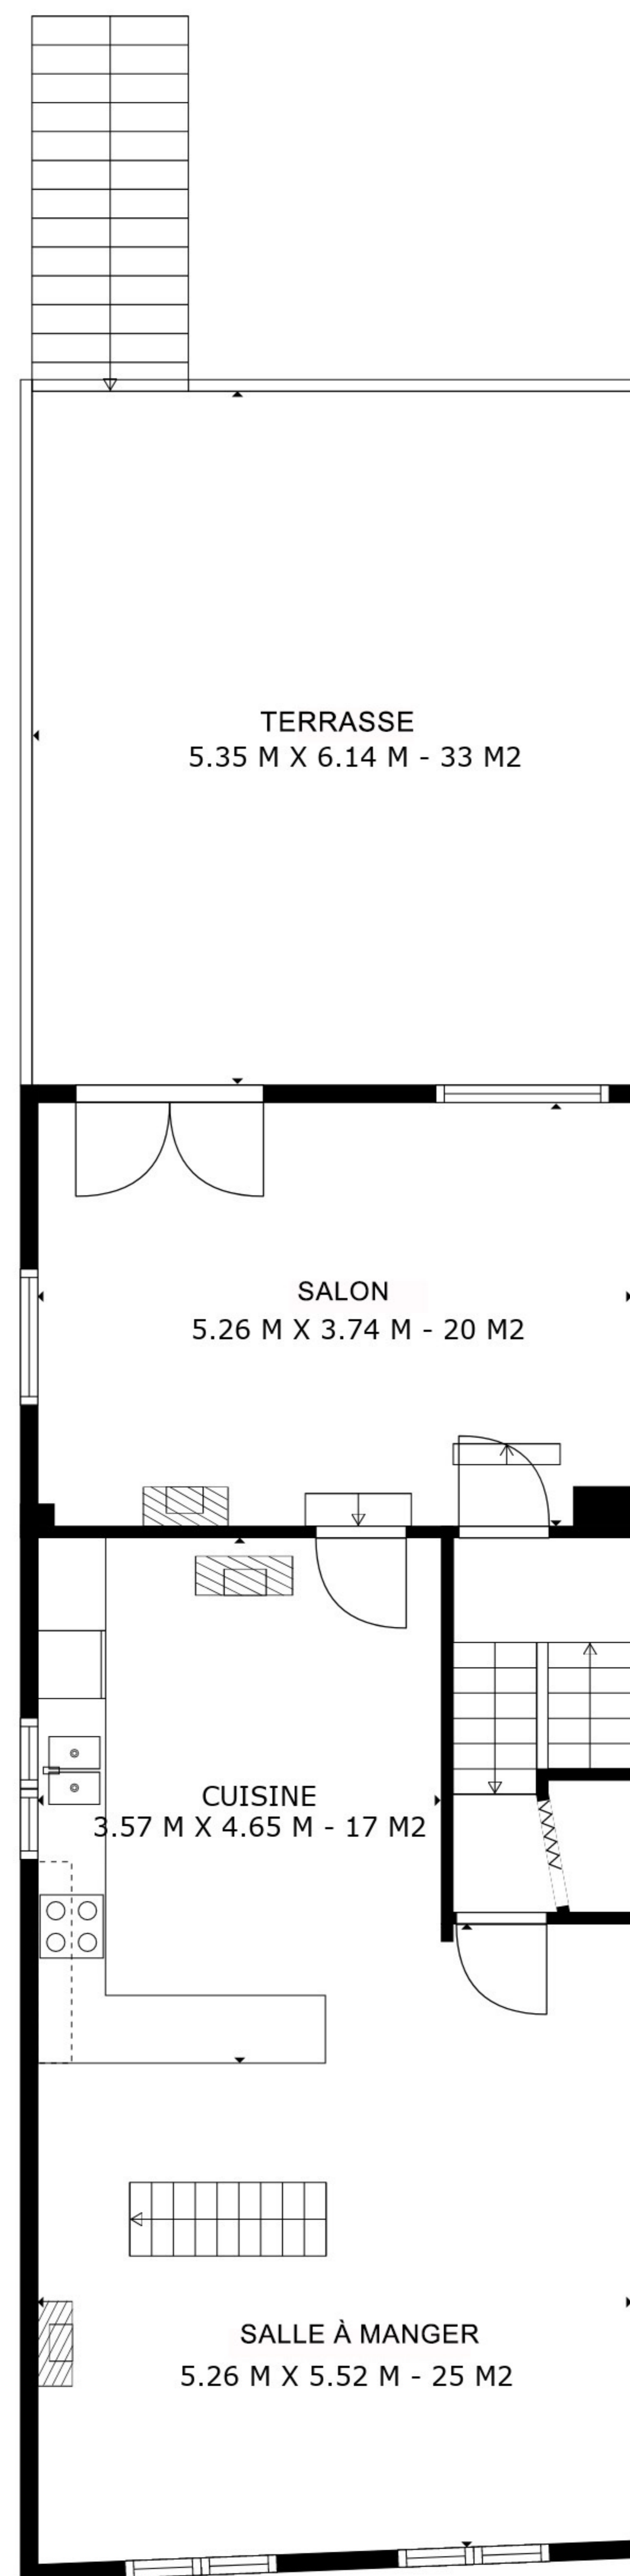 TERRASSE
5.35 M X 6.14 M - 33 M2
SALON
5.26 M X 3.74 M - 20 M2
CUISINE
3.57 M X 4.65 M - 17 M2
SALLE À MANGER
5.26 M X 5.52 M - 25 M2